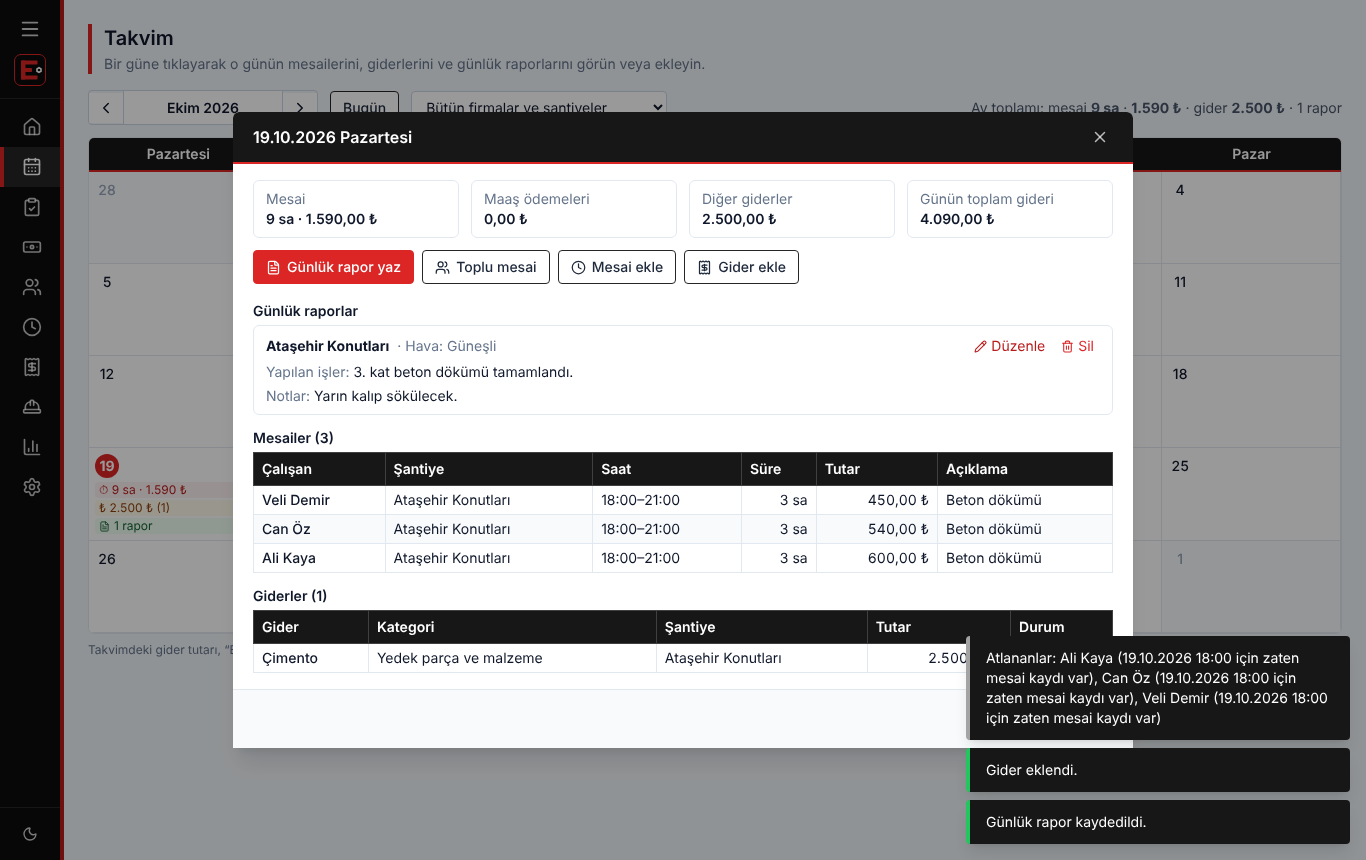 Takvim
Bir güne tıklayarak o günün mesailerini, giderlerini ve günlük raporlarını görün veya ekleyin.
Ekim 2026
Bugün
Bütün firmalar ve şantiyeler
Ay toplamı: mesai 9 sa · 1.590 ₺ · gider 2.500 ₺ · 1 rapor
Pazartesi
Pazar
28
4
5
11
12
18
19
⏱ 9 sa · 1.590 ₺
₺ 2.500 ₺ (1)
1 rapor
25
26
1
Takvimdeki gider tutarı,
19.10.2026 Pazartesi
Mesai
9 sa · 1.590,00 ₺
Maaş ödemeleri
0,00 ₺
Diğer giderler
2.500,00 ₺
Günün toplam gideri
4.090,00 ₺
Günlük rapor yaz
Toplu mesai
Mesai ekle
Gider ekle
Günlük raporlar
Ataşehir Konutları · Hava: Güneşli
Düzenle
Sil
Yapılan işler: 3. kat beton dökümü tamamlandı.
Notlar: Yarın kalıp sökülecek.
Mesailer (3)
Çalışan Şantiye Saat Süre Tutar Açıklama
Veli Demir Ataşehir Konutları 18:00–21:00 3 sa 450,00 ₺ Beton dökümü
Can Öz Ataşehir Konutları 18:00–21:00 3 sa 540,00 ₺ Beton dökümü
Ali Kaya Ataşehir Konutları 18:00–21:00 3 sa 600,00 ₺ Beton dökümü
Giderler (1)
Gider Kategori Şantiye Tutar Durum
Çimento Yedek parça ve malzeme Ataşehir Konutları 2.500
Atlananlar: Ali Kaya (19.10.2026 18:00 için zaten
mesai kaydı var), Can Öz (19.10.2026 18:00 için
zaten mesai kaydı var), Veli Demir (19.10.2026 18:00
için zaten mesai kaydı var)
Gider eklendi.
Günlük rapor kaydedildi.